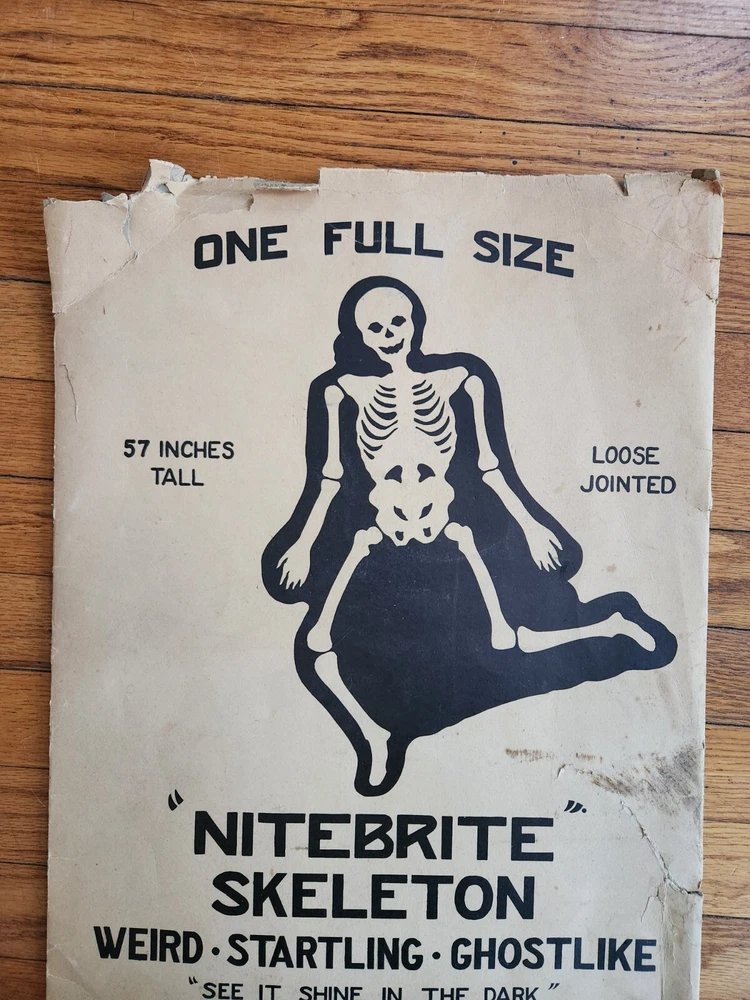 ONE FULL SIZE
57 INCHES
TALL
LOOSE
JOINTED
"NITEBRITE"
SKELETON
WEIRD · STARTLING · GHOSTLIKE
"SEE IT SHINE IN THE DARK"